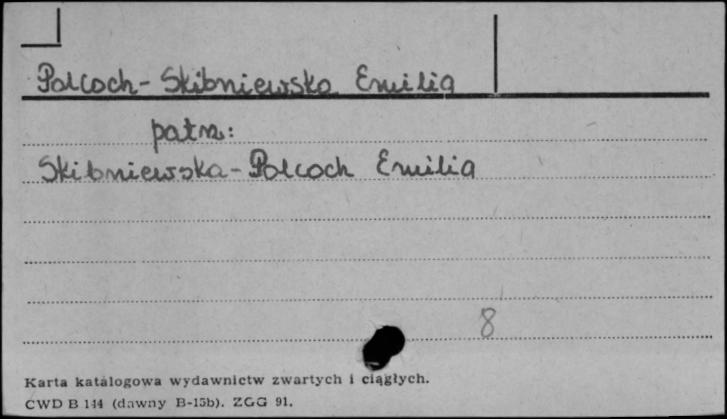 Polcoch-Skibniewska Emilia
patrz:
Skibniewska-Polcoch Emilia
8
Karta katalogowa wydawnictw zwartych i ciągłych.
CWD B 144 (dawny B-15b). ZGG 91.